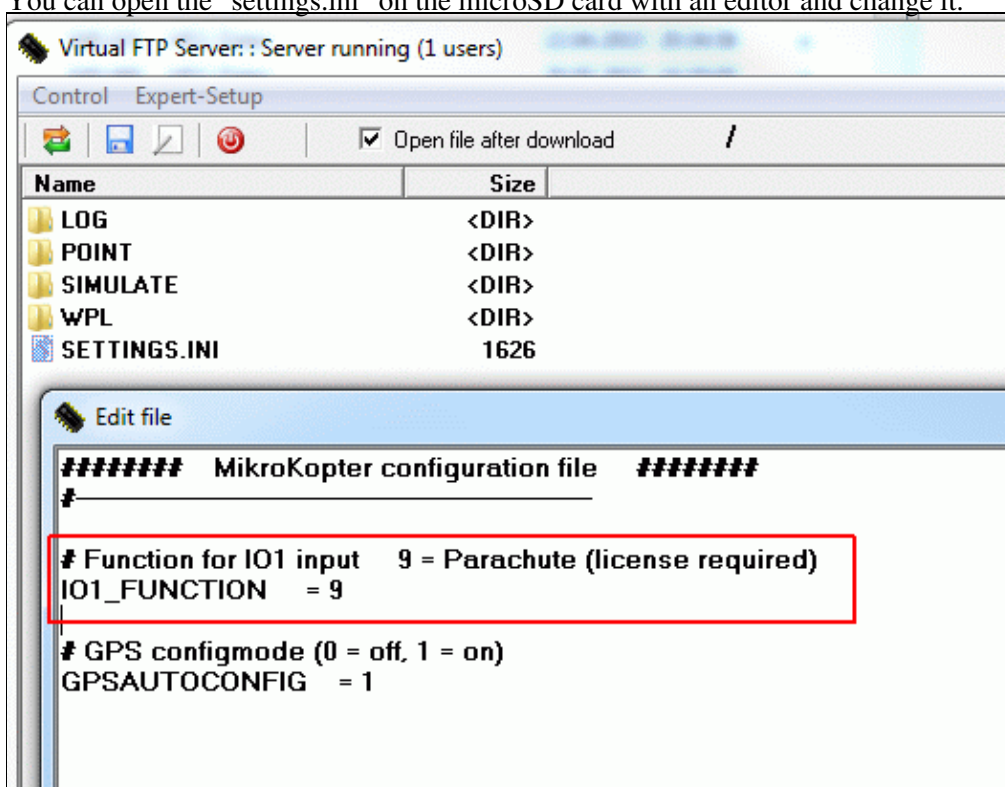 You can open the "settings.ini" on the microSD card with an editor and change it.
Virtual FTP Server: : Server running (1 users)
Control Expert-Setup
Open file after download /
Name Size
LOG <DIR>
POINT <DIR>
SIMULATE <DIR>
WPL <DIR>
SETTINGS.INI 1626
Edit file
######## MikroKopter configuration file ########
#
# Function for IO1 input 9 = Parachute (license required)
IO1_FUNCTION = 9
# GPS configmode (0 = off, 1 = on)
GPSAUTOCONFIG = 1